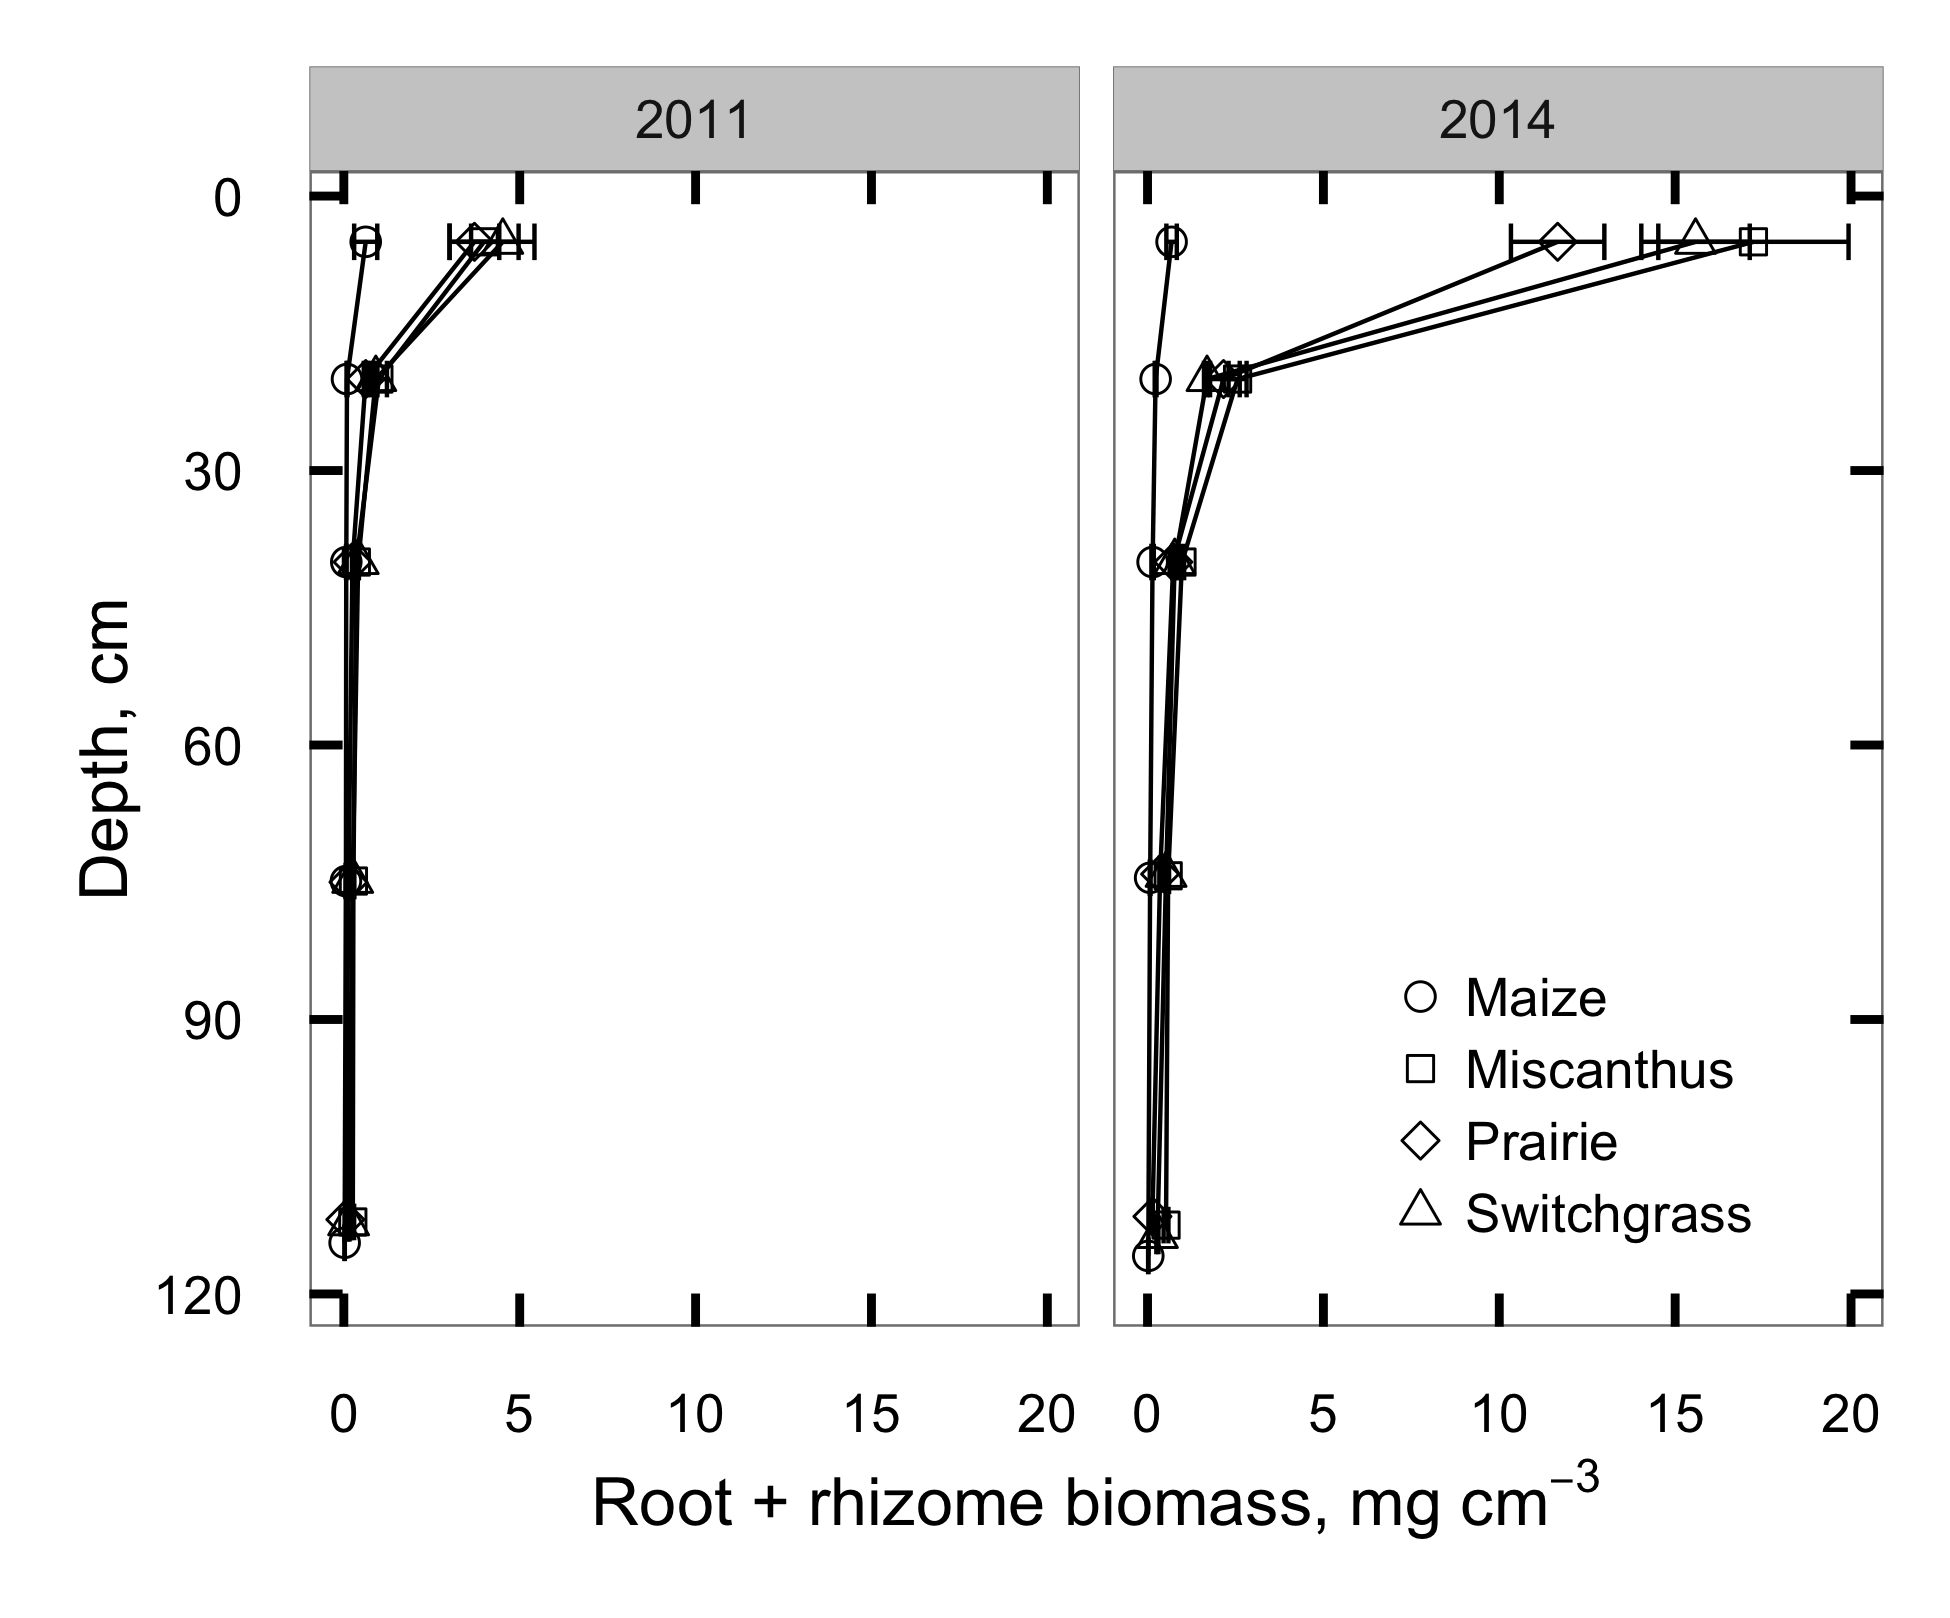 2011
2014
0
30
60
90
120
Depth, cm
Maize
Miscanthus
Prairie
Switchgrass
0 5 10 15 20 0 5 10 15 20
Root + rhizome biomass, mg cm⁻³